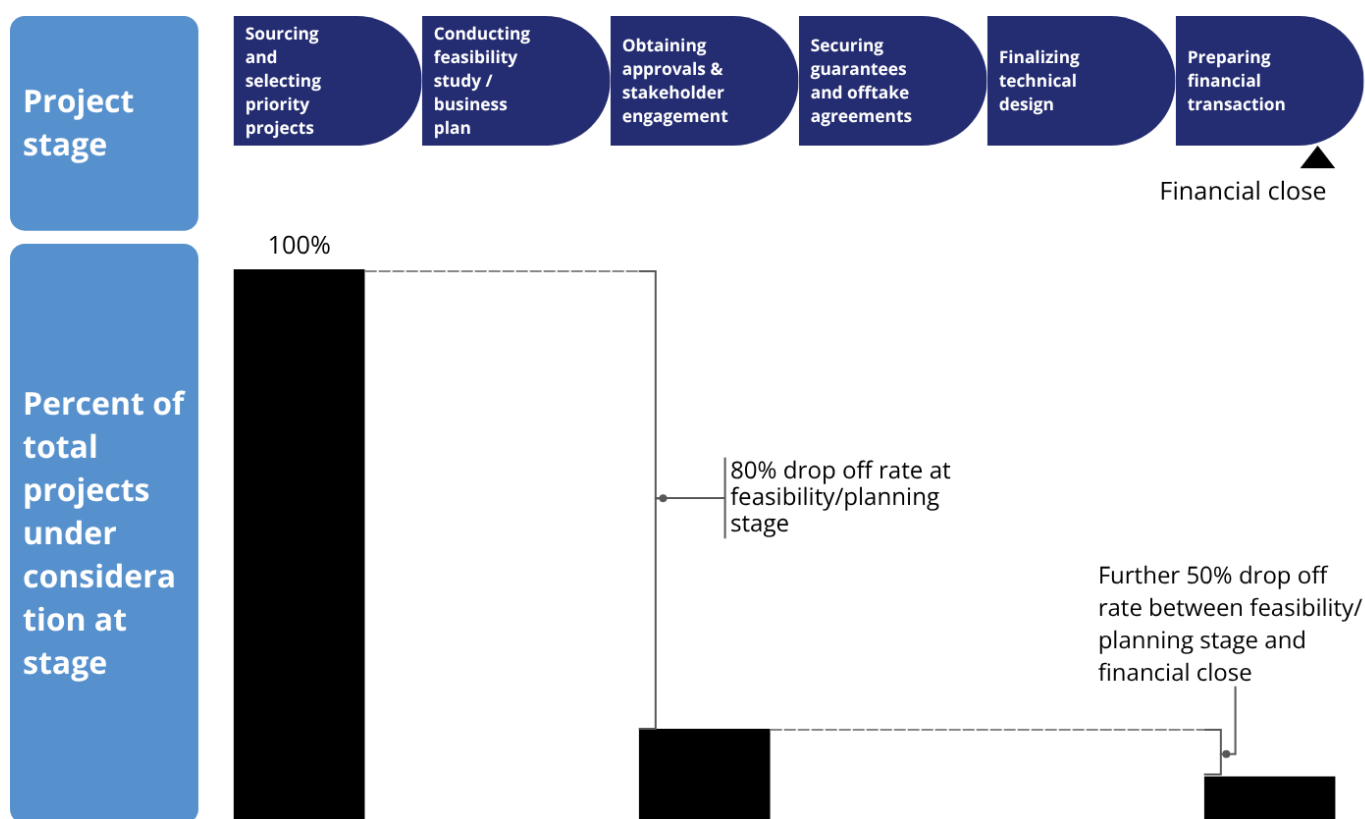 Project
stage
Sourcing
and
selecting
priority
projects
Conducting
feasibility
study /
business
plan
Obtaining
approvals &
stakeholder
engagement
Securing
guarantees
and offtake
agreements
Finalizing
technical
design
Preparing
financial
transaction
Financial close
Percent of
total
projects
under
considera
tion at
stage
100%
80% drop off rate at
feasibility/planning
stage
Further 50% drop off
rate between feasibility/
planning stage and
financial close